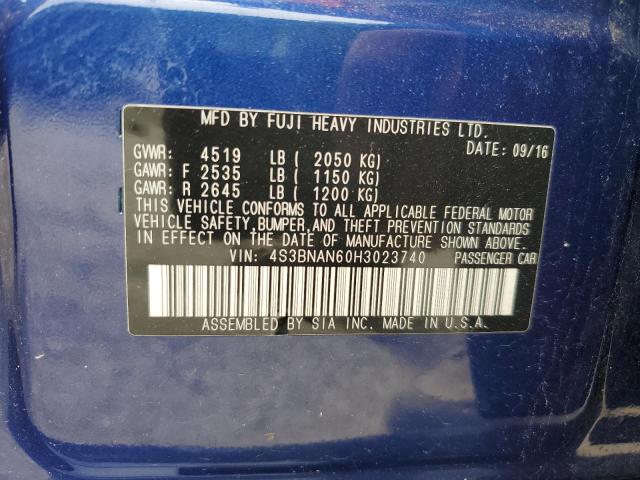 MFD BY FUJI HEAVY INDUSTRIES LTD.
DATE: 09/16
GVWR: 4519 LB ( 2050 KG)
GAWR: F 2535 LB ( 1150 KG)
GAWR: R 2645 LB ( 1200 KG)
THIS VEHICLE CONFORMS TO ALL APPLICABLE FEDERAL MOTOR
VEHICLE SAFETY, BUMPER, AND THEFT PREVENTION STANDARDS
IN EFFECT ON THE DATE OF MANUFACTURE SHOWN ABOVE.
VIN: 4S3BNAN60H3023740 PASSENGER CAR
ASSEMBLED BY SIA INC. MADE IN U.S.A.